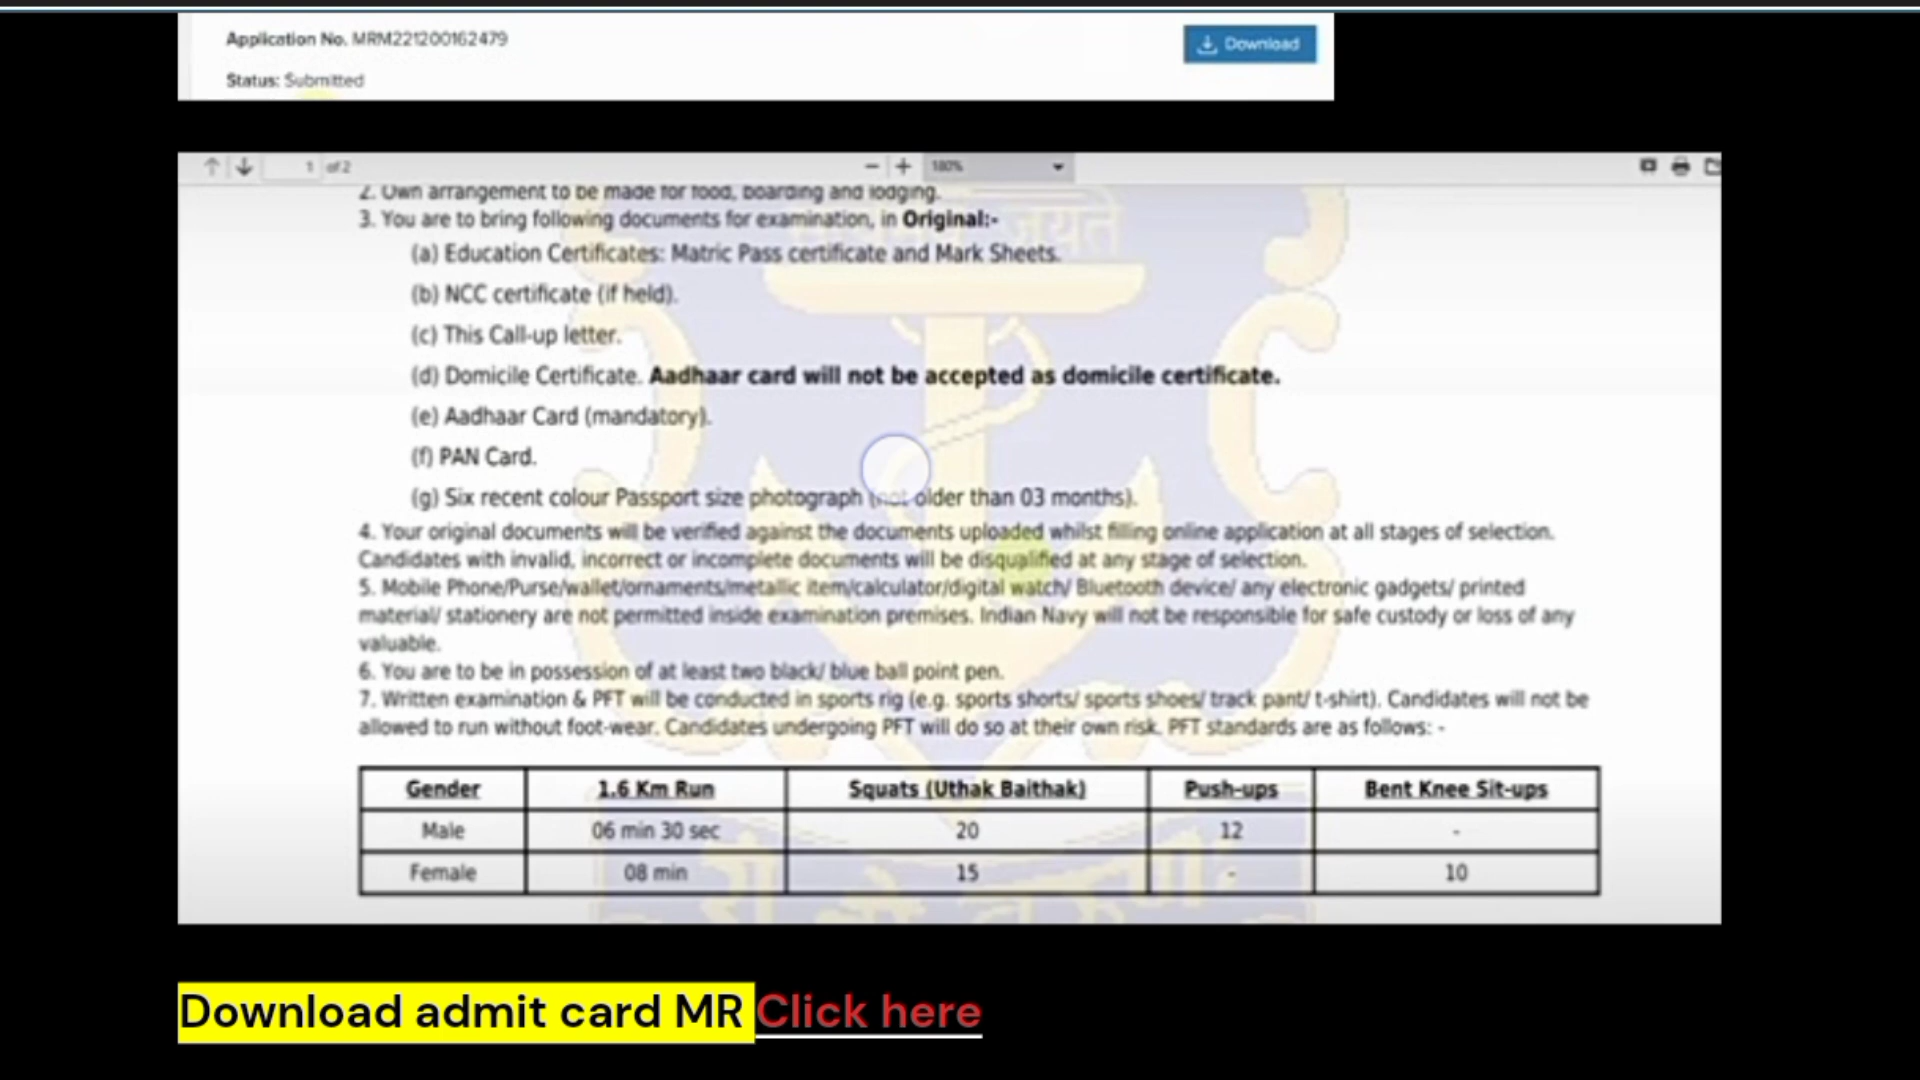 Application No. MRM221200162479
Download
Status: Submitted
1 of 2
180%
2. Own arrangement to be made for food, boarding and lodging.
3. You are to bring following documents for examination, in Original:-
(a) Education Certificates: Matric Pass certificate and Mark Sheets.
(b) NCC certificate (if held).
(c) This Call-up letter.
(d) Domicile Certificate. Aadhaar card will not be accepted as domicile certificate.
(e) Aadhaar Card (mandatory).
(f) PAN Card.
(g) Six recent colour Passport size photograph (not older than 03 months).
4. Your original documents will be verified against the documents uploaded whilst filling online application at all stages of selection.
Candidates with invalid, incorrect or incomplete documents will be disqualified at any stage of selection.
5. Mobile Phone/Purse/wallet/ornaments/metallic item/calculator/digital watch/ Bluetooth device/ any electronic gadgets/ printed
material/ stationery are not permitted inside examination premises. Indian Navy will not be responsible for safe custody or loss of any
valuable.
6. You are to be in possession of at least two black/ blue ball point pen.
7. Written examination & PFT will be conducted in sports rig (e.g. sports shorts/ sports shoes/ track pant/ t-shirt). Candidates will not be
allowed to run without foot-wear. Candidates undergoing PFT will do so at their own risk. PFT standards are as follows: -
Gender 1.6 Km Run Squats (Uthak Baithak) Push-ups Bent Knee Sit-ups
Male 06 min 30 sec 20 12 -
Female 08 min 15 - 10
Download admit card MR Click here